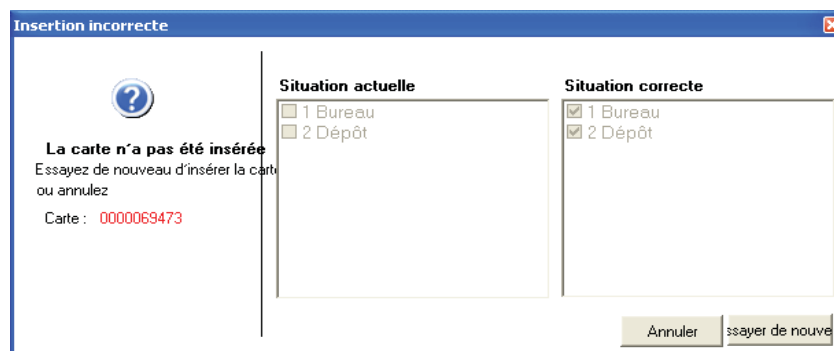 Insertion incorrecte
La carte n´a pas été insérée
Essayez de nouveau d'insérer la carte
ou annulez
Carte : 0000069473
Situation actuelle
1 Bureau
2 Dépôt
Situation correcte
1 Bureau
2 Dépôt
Annuler
ssayer de nouve